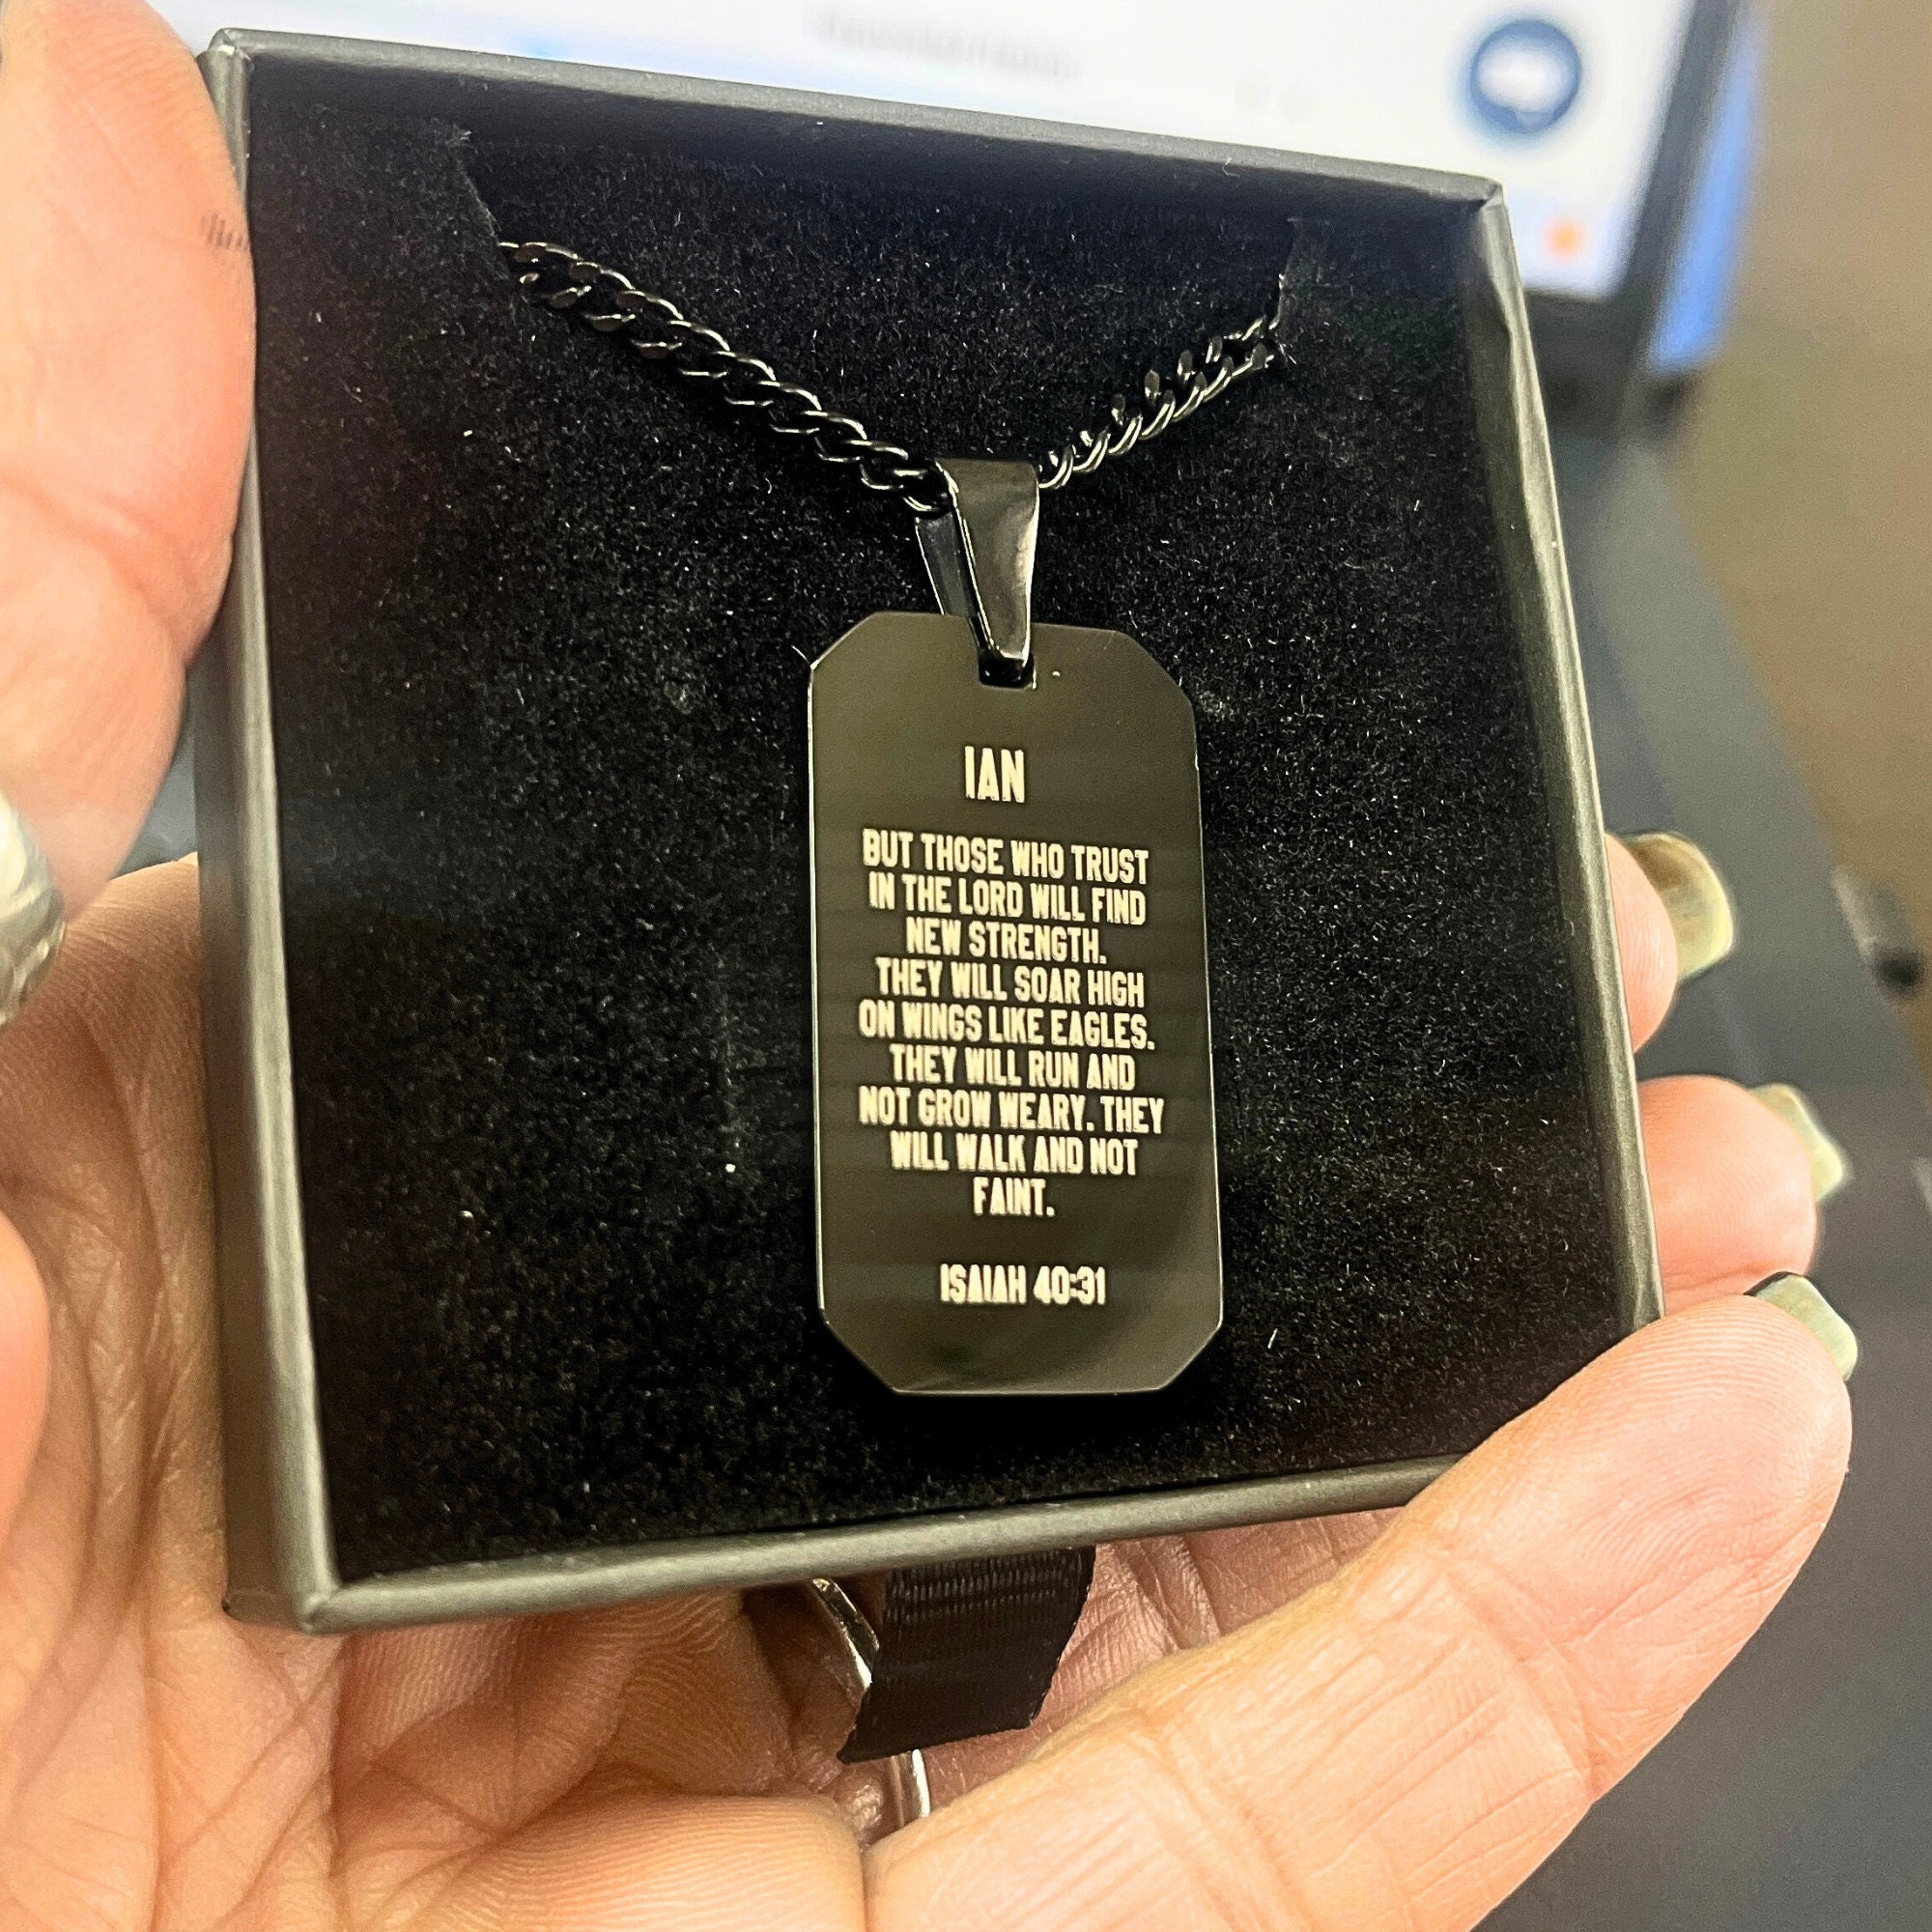 IAN
BUT THOSE WHO TRUST
IN THE LORD WILL FIND
NEW STRENGTH.
THEY WILL SOAR HIGH
ON WINGS LIKE EAGLES.
THEY WILL RUN AND
NOT GROW WEARY. THEY
WILL WALK AND NOT
FAINT.
ISAIAH 40:31